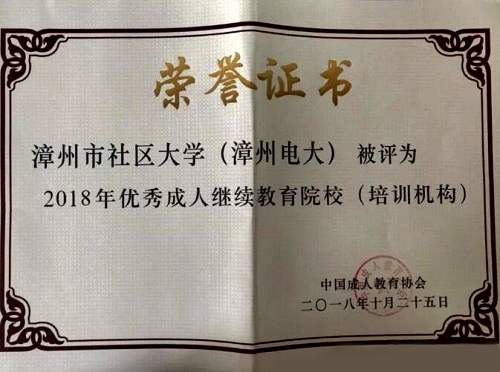 荣誉证书
漳州市社区大学（漳州电大）被评为
2018年优秀成人继续教育院校（培训机构）
中国成人教育协会
二〇一八年十月二十五日